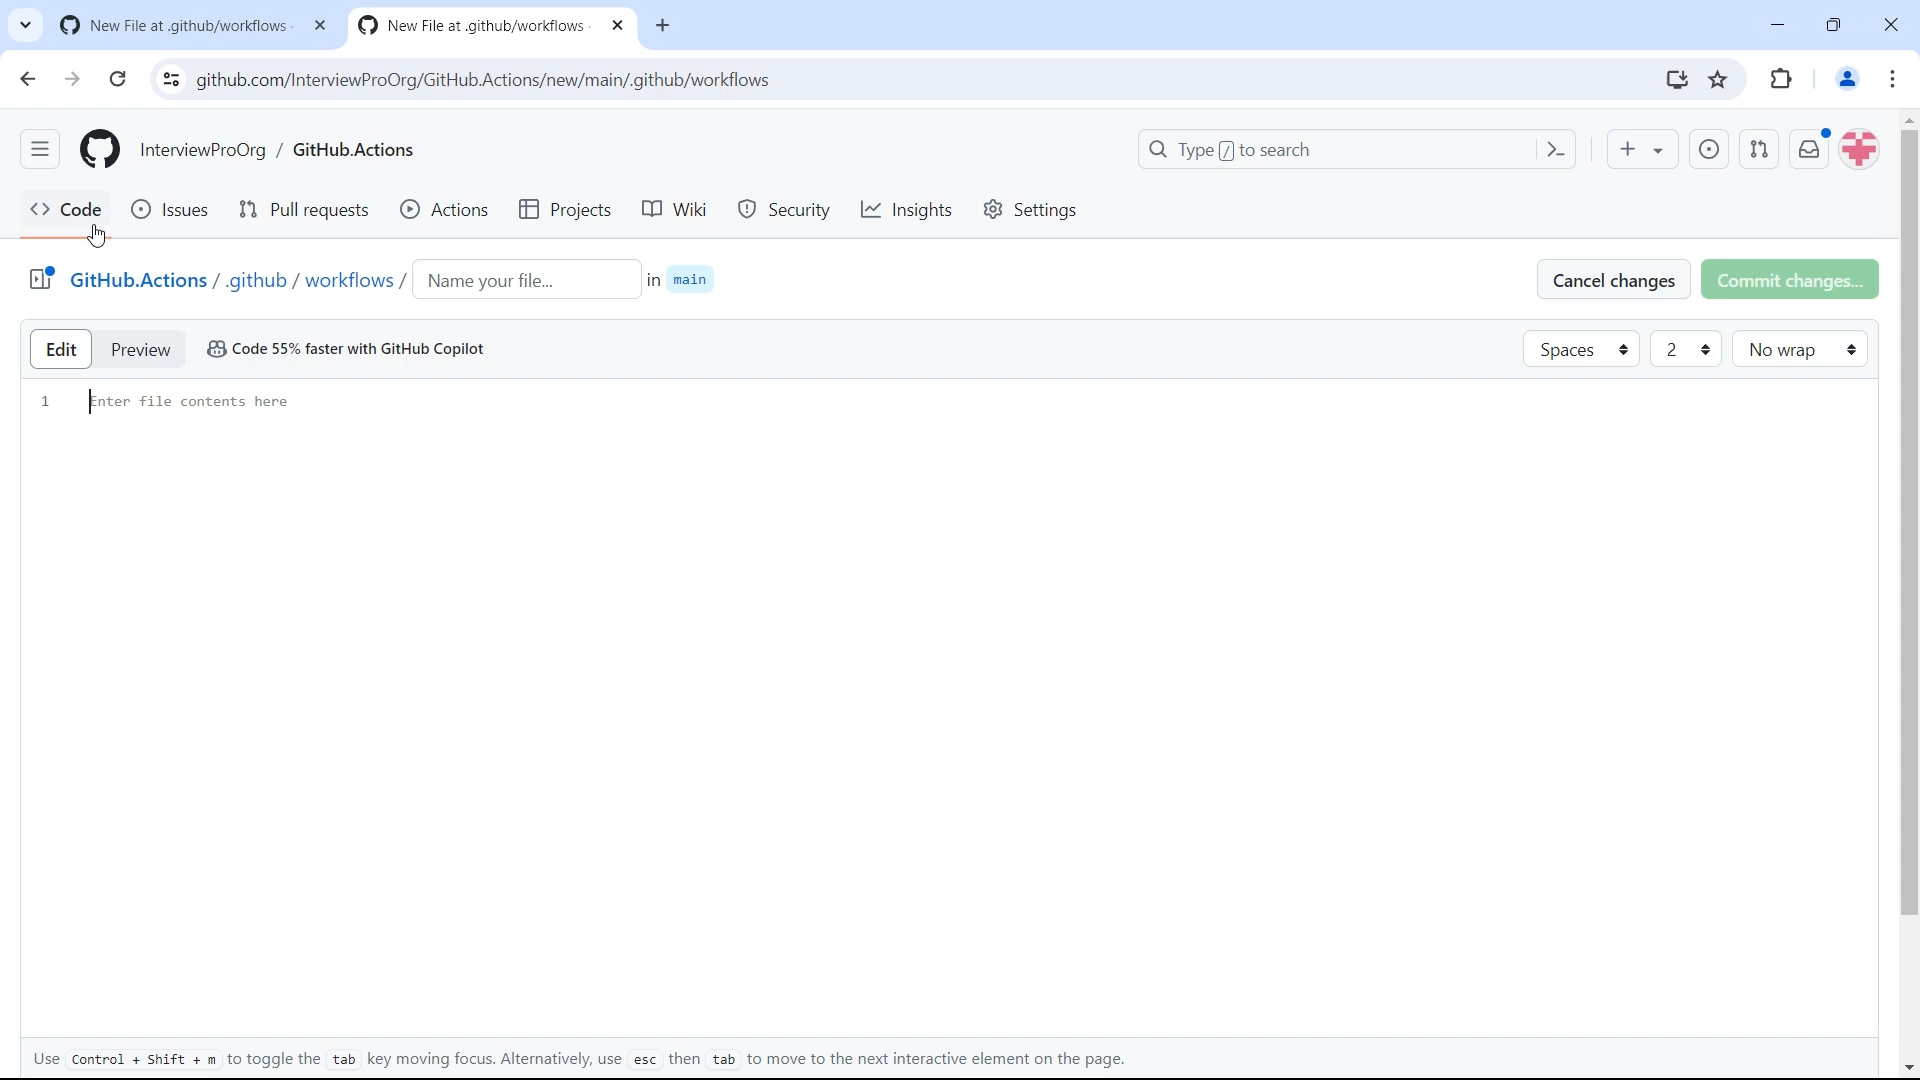 New File at .github/workflows ·
New File at .github/workflows ·
github.com/InterviewProOrg/GitHub.Actions/new/main/.github/workflows
InterviewProOrg / GitHub.Actions
Type / to search
Code Issues Pull requests Actions Projects Wiki Security Insights Settings
GitHub.Actions / .github / workflows / Name your file... in main
Cancel changes Commit changes...
Edit Preview Code 55% faster with GitHub Copilot
Spaces 2 No wrap
1 Enter file contents here
Use Control + Shift + m to toggle the tab key moving focus. Alternatively, use esc then tab to move to the next interactive element on the page.